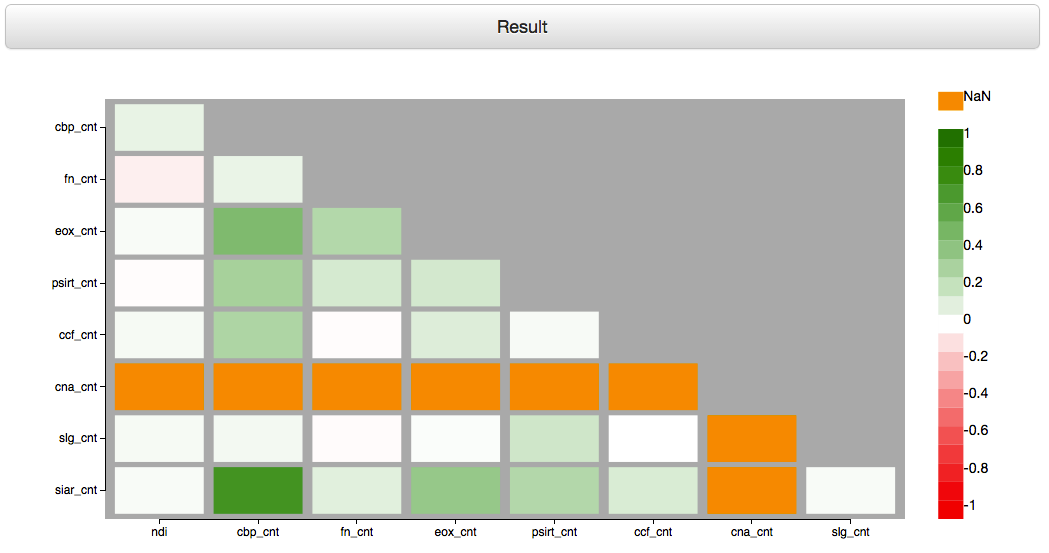 Result
NaN
cbp_cnt
fn_cnt
eox_cnt
psirt_cnt
ccf_cnt
cna_cnt
slg_cnt
siar_cnt
1
0.8
0.6
0.4
0.2
0
-0.2
-0.4
-0.6
-0.8
-1
ndi cbp_cnt fn_cnt eox_cnt psirt_cnt ccf_cnt cna_cnt slg_cnt